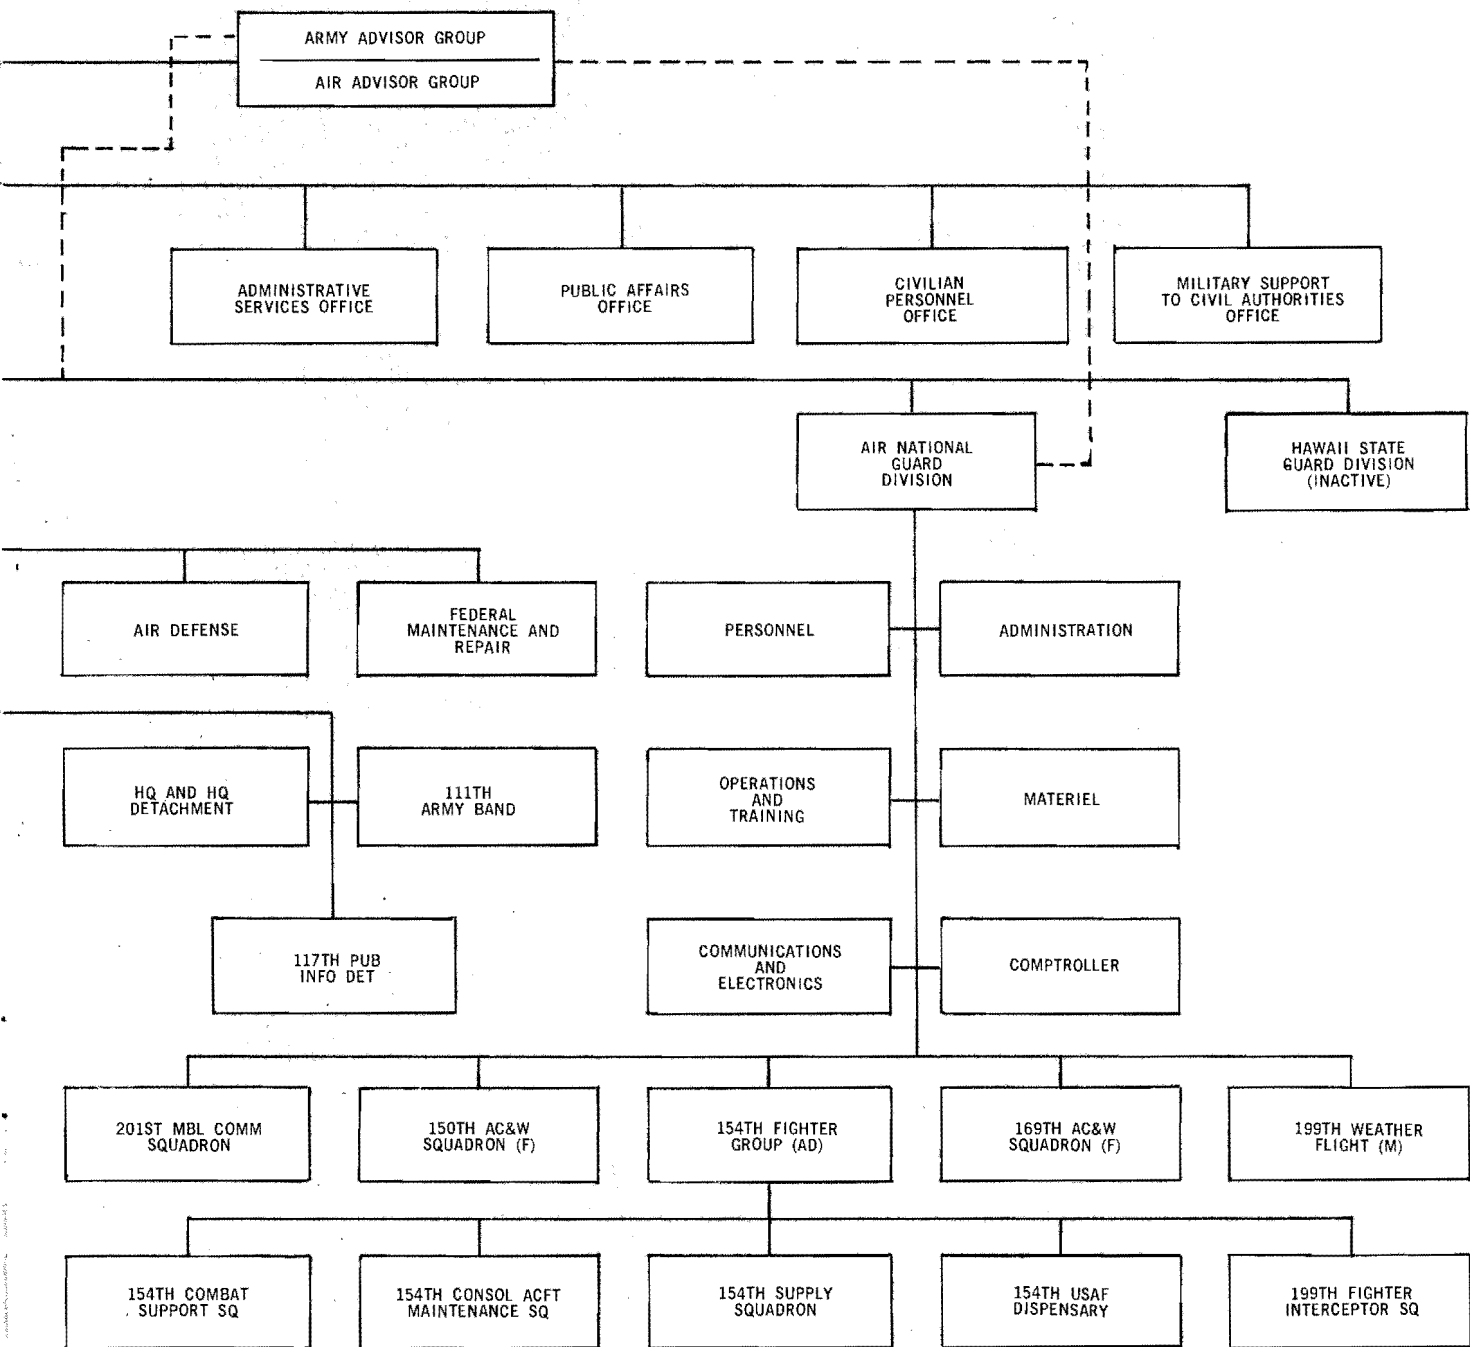 ARMY ADVISOR GROUP
AIR ADVISOR GROUP
ADMINISTRATIVE
SERVICES OFFICE
PUBLIC AFFAIRS
OFFICE
CIVILIAN
PERSONNEL
OFFICE
MILITARY SUPPORT
TO CIVIL AUTHORITIES
OFFICE
AIR NATIONAL
GUARD
DIVISION
HAWAII STATE
GUARD DIVISION
(INACTIVE)
AIR DEFENSE
FEDERAL
MAINTENANCE AND
REPAIR
PERSONNEL
ADMINISTRATION
HQ AND HQ
DETACHMENT
111TH
ARMY BAND
OPERATIONS
AND
TRAINING
MATERIEL
117TH PUB
INFO DET
COMMUNICATIONS
AND
ELECTRONICS
COMPTROLLER
201ST MBL COMM
SQUADRON
150TH AC&W
SQUADRON (F)
154TH FIGHTER
GROUP (AD)
169TH AC&W
SQUADRON (F)
199TH WEATHER
FLIGHT (M)
154TH COMBAT
SUPPORT SQ
154TH CONSOL ACFT
MAINTENANCE SQ
154TH SUPPLY
SQUADRON
154TH USAF
DISPENSARY
199TH FIGHTER
INTERCEPTOR SQ